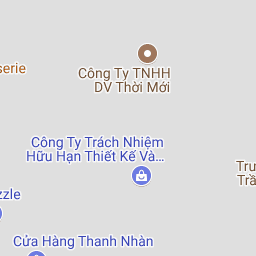 serie
Công Ty TNHH
DV Thời Mới
Công Ty Trách Nhiệm
Hữu Hạn Thiết Kế Và...
Tru
Trầ
zzle
Cửa Hàng Thanh Nhàn